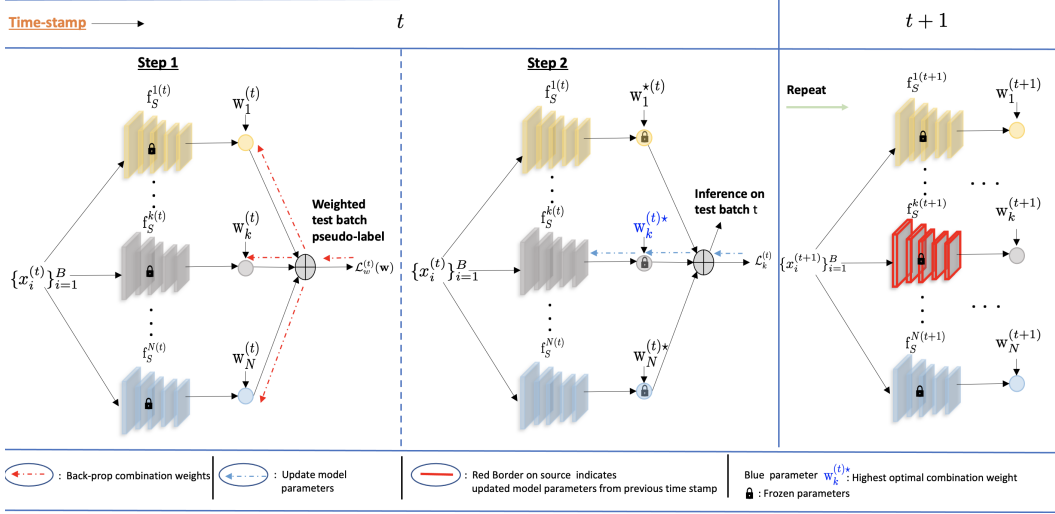 Time-stamp
t
t + 1
Step 1
f_S^{1(t)}
w_1^{(t)}
f_S^{k(t)}
w_k^{(t)}
Weighted
test batch
pseudo-label
{x_i^{(t)}}_{i=1}^B
L_w^{(t)}(w)
f_S^{N(t)}
w_N^{(t)}
Step 2
f_S^{1(t)}
w_1^{⋆(t)}
Inference on
test batch t
f_S^{k(t)}
w_k^{(t)⋆}
{x_i^{(t)}}_{i=1}^B
L_k^{(t)}
f_S^{N(t)}
w_N^{(t)⋆}
Repeat
f_S^{1(t+1)}
w_1^{(t+1)}
f_S^{k(t+1)}
w_k^{(t+1)}
{x_i^{(t+1)}}_{i=1}^B
f_S^{N(t+1)}
w_N^{(t+1)}
: Back-prop combination weights
: Update model
parameters
: Red Border on source indicates
updated model parameters from previous time stamp
Blue parameter w_k^{(t)⋆}: Highest optimal combination weight
: Frozen parameters